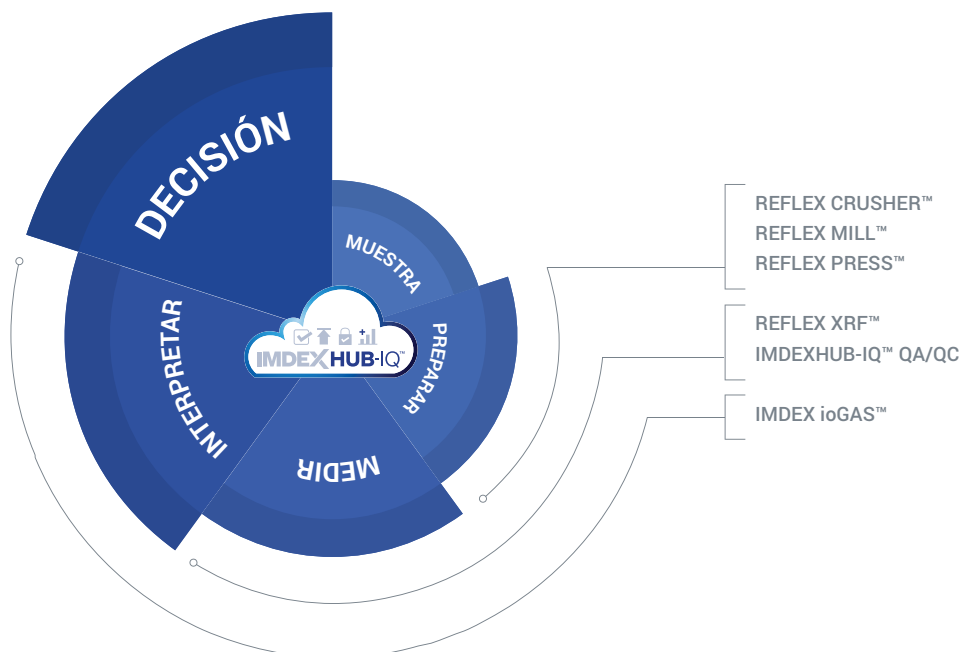 DECISIÓN
MUESTRA
PREPARAR
MEDIR
INTERPRETAR
IMDEXHUB-IQ™
REFLEX CRUSHER™
REFLEX MILL™
REFLEX PRESS™
REFLEX XRF™
IMDEXHUB-IQ™ QA/QC
IMDEX ioGAS™